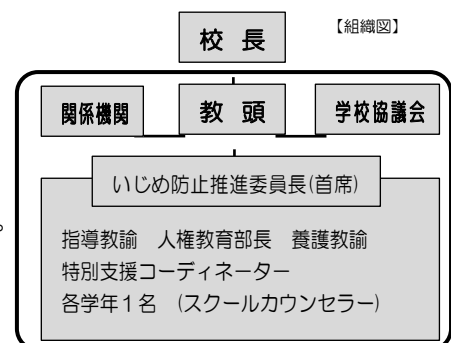 校 長
【組織図】
関係機関
教 頭
学校協議会
いじめ防止推進委員長(首席)
。
指導教諭 人権教育部長 養護教諭
特別支援コーディネーター
各学年１名 (スクールカウンセラー)